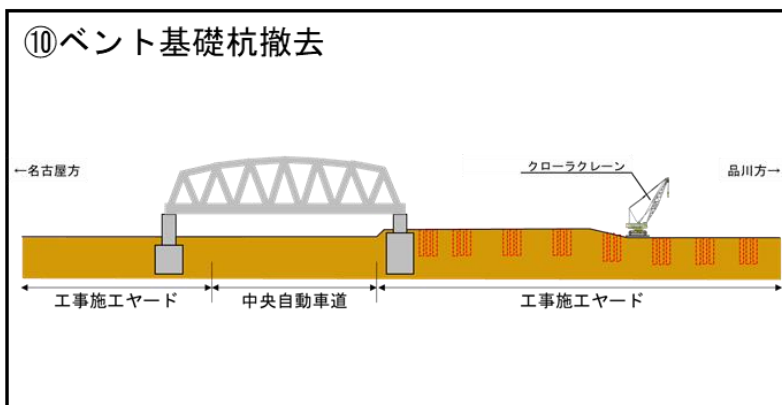 ⑩ベント基礎杭撤去
←名古屋方
クローラクレーン
品川方→
工事施工ヤード
中央自動車道
工事施工ヤード